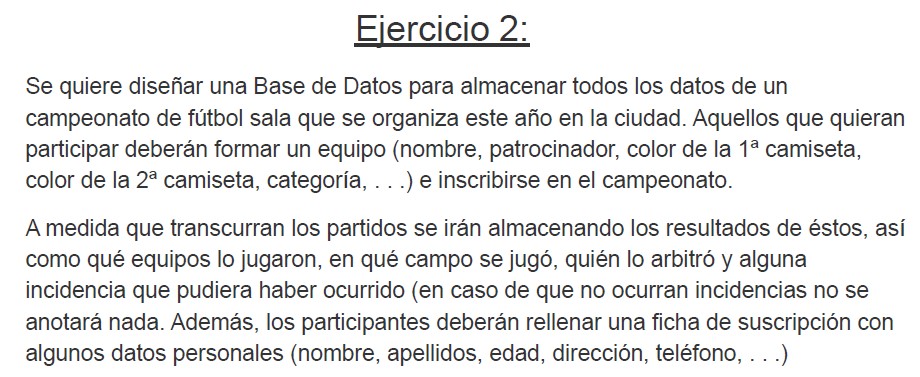 Ejercicio 2:
Se quiere diseñar una Base de Datos para almacenar todos los datos de un
campeonato de fútbol sala que se organiza este año en la ciudad. Aquellos que quieran
participar deberán formar un equipo (nombre, patrocinador, color de la 1ª camiseta,
color de la 2ª camiseta, categoría, . . .) e inscribirse en el campeonato.
A medida que transcurran los partidos se irán almacenando los resultados de éstos, así
como qué equipos lo jugaron, en qué campo se jugó, quién lo arbitró y alguna
incidencia que pudiera haber ocurrido (en caso de que no ocurran incidencias no se
anotará nada. Además, los participantes deberán rellenar una ficha de suscripción con
algunos datos personales (nombre, apellidos, edad, dirección, teléfono, . . .)